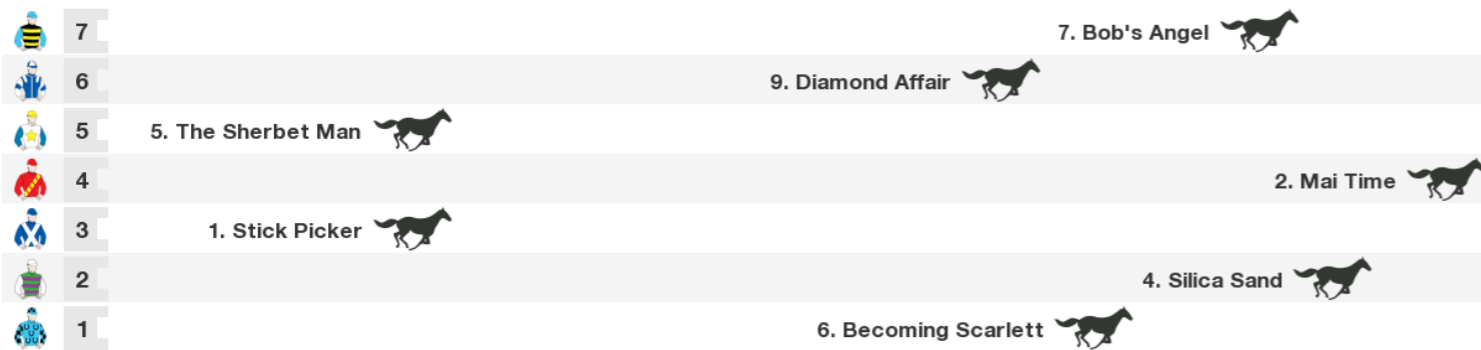 7 7. Bob's Angel
6 9. Diamond Affair
5 5. The Sherbet Man
4 2. Mai Time
3 1. Stick Picker
2 4. Silica Sand
1 6. Becoming Scarlett